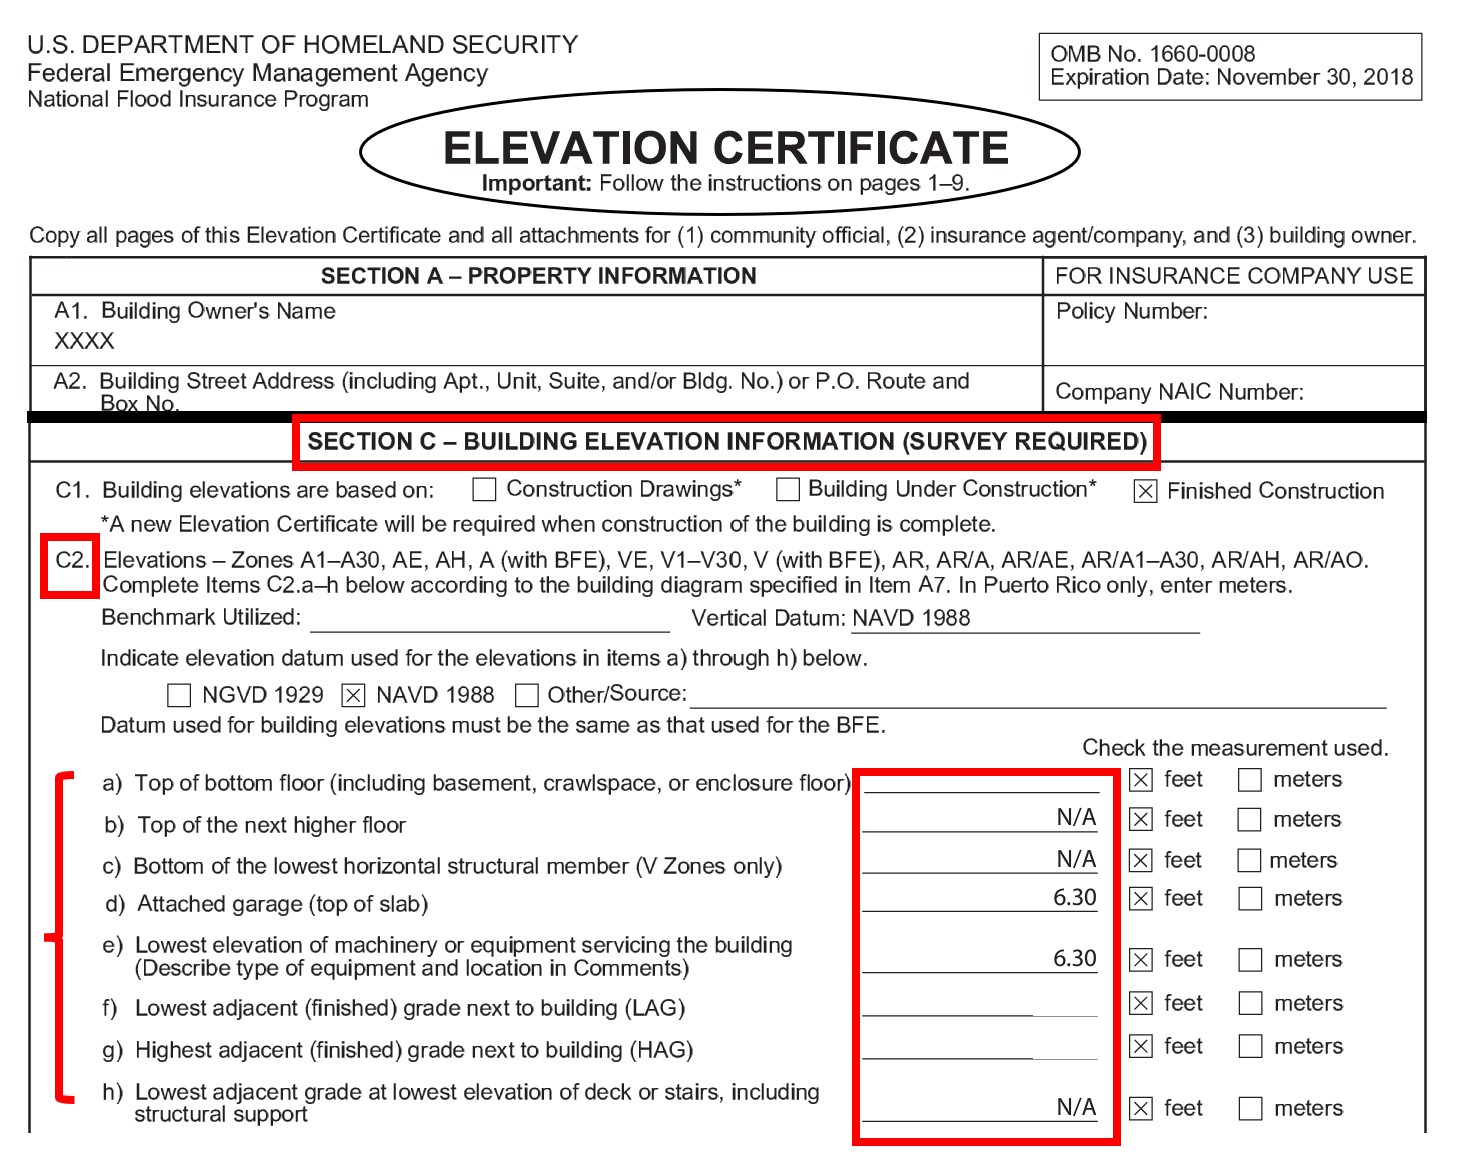 U.S. DEPARTMENT OF HOMELAND SECURITY
Federal Emergency Management Agency
National Flood Insurance Program
OMB No. 1660-0008
Expiration Date: November 30, 2018
ELEVATION CERTIFICATE
Important: Follow the instructions on pages 1–9.
Copy all pages of this Elevation Certificate and all attachments for (1) community official, (2) insurance agent/company, and (3) building owner.
SECTION A – PROPERTY INFORMATION
FOR INSURANCE COMPANY USE
A1. Building Owner's Name
XXXX
Policy Number:
A2. Building Street Address (including Apt., Unit, Suite, and/or Bldg. No.) or P.O. Route and
Box No.
Company NAIC Number:
SECTION C – BUILDING ELEVATION INFORMATION (SURVEY REQUIRED)
C1. Building elevations are based on: Construction Drawings* Building Under Construction* Finished Construction
*A new Elevation Certificate will be required when construction of the building is complete.
C2. Elevations – Zones A1–A30, AE, AH, A (with BFE), VE, V1–V30, V (with BFE), AR, AR/A, AR/AE, AR/A1–A30, AR/AH, AR/AO.
Complete Items C2.a–h below according to the building diagram specified in Item A7. In Puerto Rico only, enter meters.
Benchmark Utilized: Vertical Datum: NAVD 1988
Indicate elevation datum used for the elevations in items a) through h) below.
NGVD 1929 NAVD 1988 Other/Source:
Datum used for building elevations must be the same as that used for the BFE.
Check the measurement used.
a) Top of bottom floor (including basement, crawlspace, or enclosure floor) feet meters
b) Top of the next higher floor N/A feet meters
c) Bottom of the lowest horizontal structural member (V Zones only) N/A feet meters
d) Attached garage (top of slab) 6.30 feet meters
e) Lowest elevation of machinery or equipment servicing the building
(Describe type of equipment and location in Comments) 6.30 feet meters
f) Lowest adjacent (finished) grade next to building (LAG) feet meters
g) Highest adjacent (finished) grade next to building (HAG) feet meters
h) Lowest adjacent grade at lowest elevation of deck or stairs, including
structural support N/A feet meters